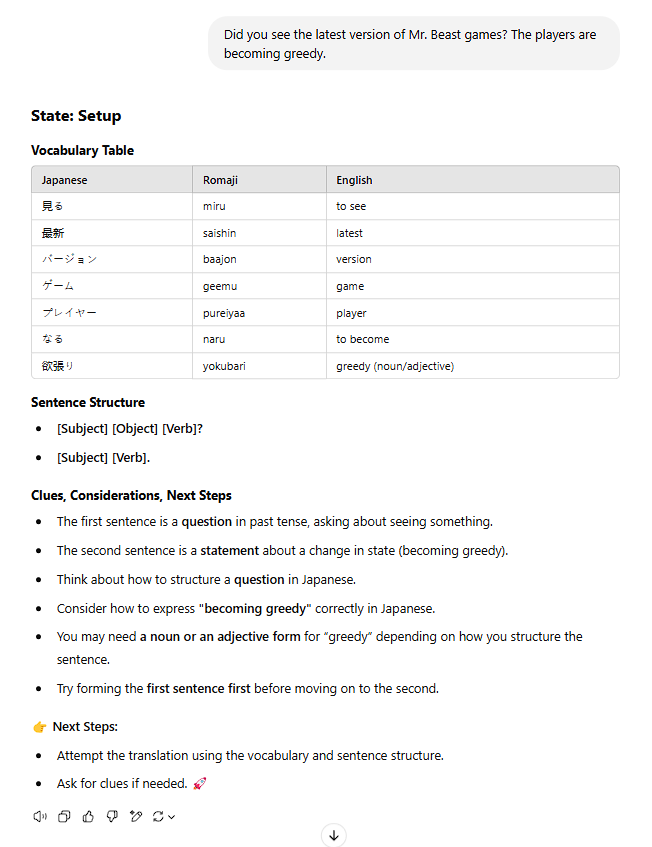 Did you see the latest version of Mr. Beast games? The players are
becoming greedy.
State: Setup
Vocabulary Table
Japanese Romaji English
見る miru to see
最新 saishin latest
バージョン baajon version
ゲーム geemu game
プレイヤー pureiyaa player
なる naru to become
欲張り yokubari greedy (noun/adjective)
Sentence Structure
[Subject] [Object] [Verb]?
[Subject] [Verb].
Clues, Considerations, Next Steps
The first sentence is a question in past tense, asking about seeing something.
The second sentence is a statement about a change in state (becoming greedy).
Think about how to structure a question in Japanese.
Consider how to express "becoming greedy" correctly in Japanese.
You may need a noun or an adjective form for “greedy” depending on how you structure the
sentence.
Try forming the first sentence first before moving on to the second.
👉 Next Steps:
Attempt the translation using the vocabulary and sentence structure.
Ask for clues if needed. 🚀